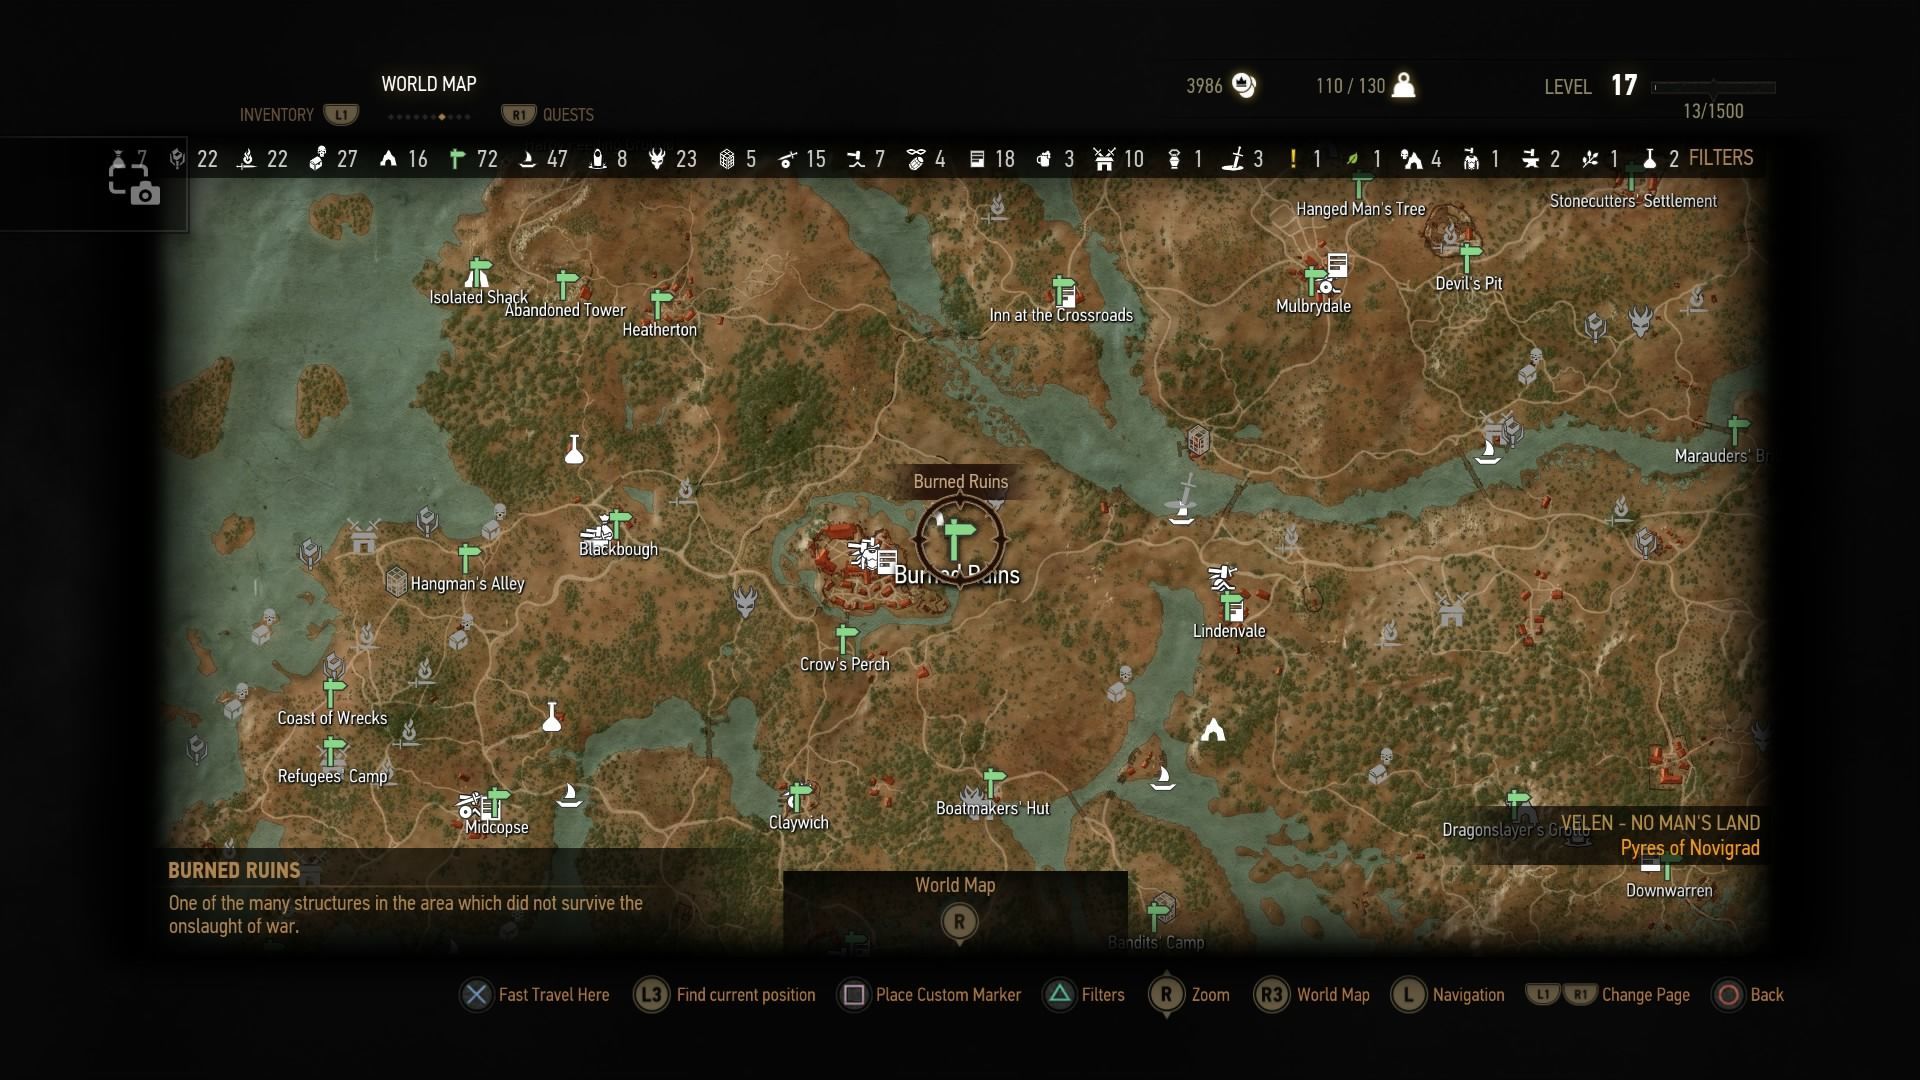 WORLD MAP
INVENTORY L1 R1 QUESTS
3986 110 / 130 LEVEL 17
13/1500
7 22 22 27 16 72 47 8 23 5 15 7 4 18 3 10 1 3 1 1 4 1 2 1 2 FILTERS
Hanged Man's Tree
Stonecutters' Settlement
Isolated Shack
Abandoned Tower
Heatherton
Inn at the Crossroads
Mulbrydale
Devil's Pit
Marauders'
Burned Ruins
Blackbough
Hangman's Alley
Burned Ruins
Lindenvale
Crow's Perch
Coast of Wrecks
Refugees' Camp
Midcopse
Claywich
Boatmakers' Hut
Dragonslayer's Grotto
VELEN - NO MAN'S LAND
Pyres of Novigrad
Downwarren
Bandits' Camp
BURNED RUINS
One of the many structures in the area which did not survive the
onslaught of war.
World Map
R
Fast Travel Here L3 Find current position Place Custom Marker Filters R Zoom R3 World Map L Navigation L1 R1 Change Page Back